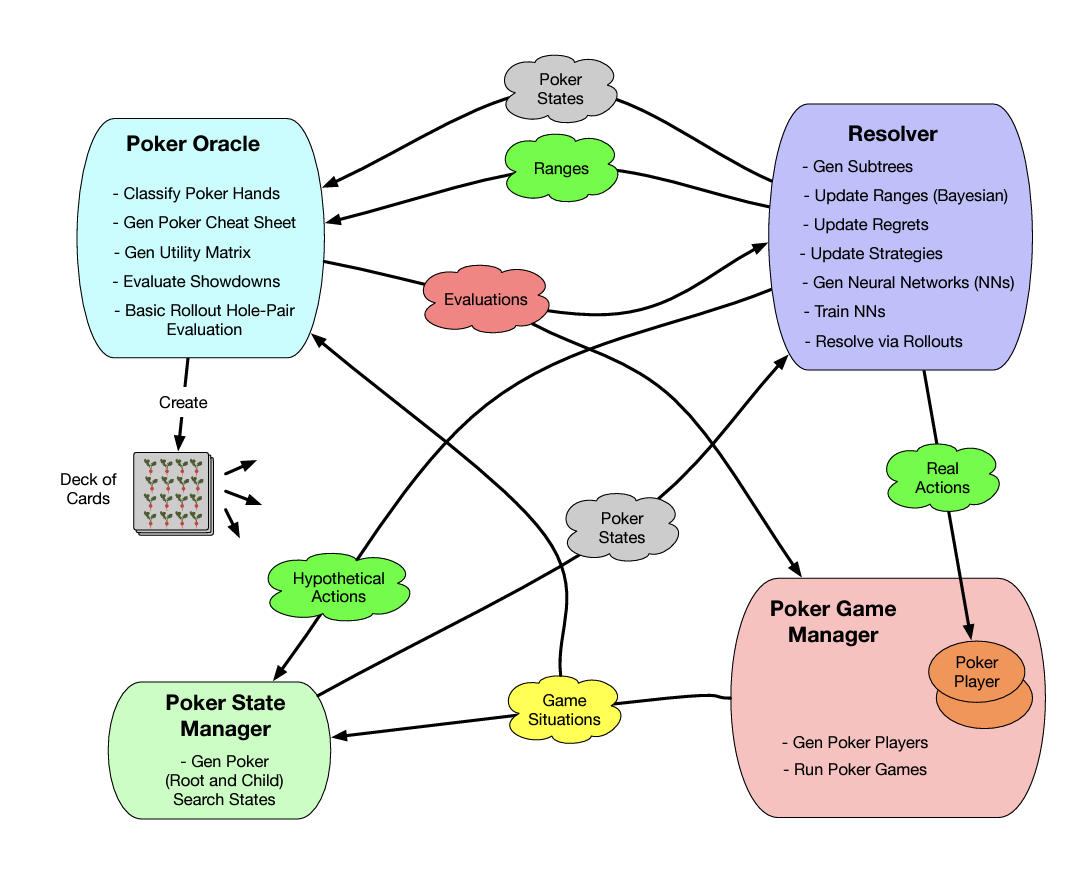 Poker
States
Ranges
Evaluations
Poker Oracle
- Classify Poker Hands
- Gen Poker Cheat Sheet
- Gen Utility Matrix
- Evaluate Showdowns
- Basic Rollout Hole-Pair
Evaluation
Resolver
- Gen Subtrees
- Update Ranges (Bayesian)
- Update Regrets
- Update Strategies
- Gen Neural Networks (NNs)
- Train NNs
- Resolve via Rollouts
Create
Deck of
Cards
Real
Actions
Poker
States
Hypothetical
Actions
Poker State
Manager
- Gen Poker
(Root and Child)
Search States
Game
Situations
Poker Game
Manager
Poker
Player
- Gen Poker Players
- Run Poker Games